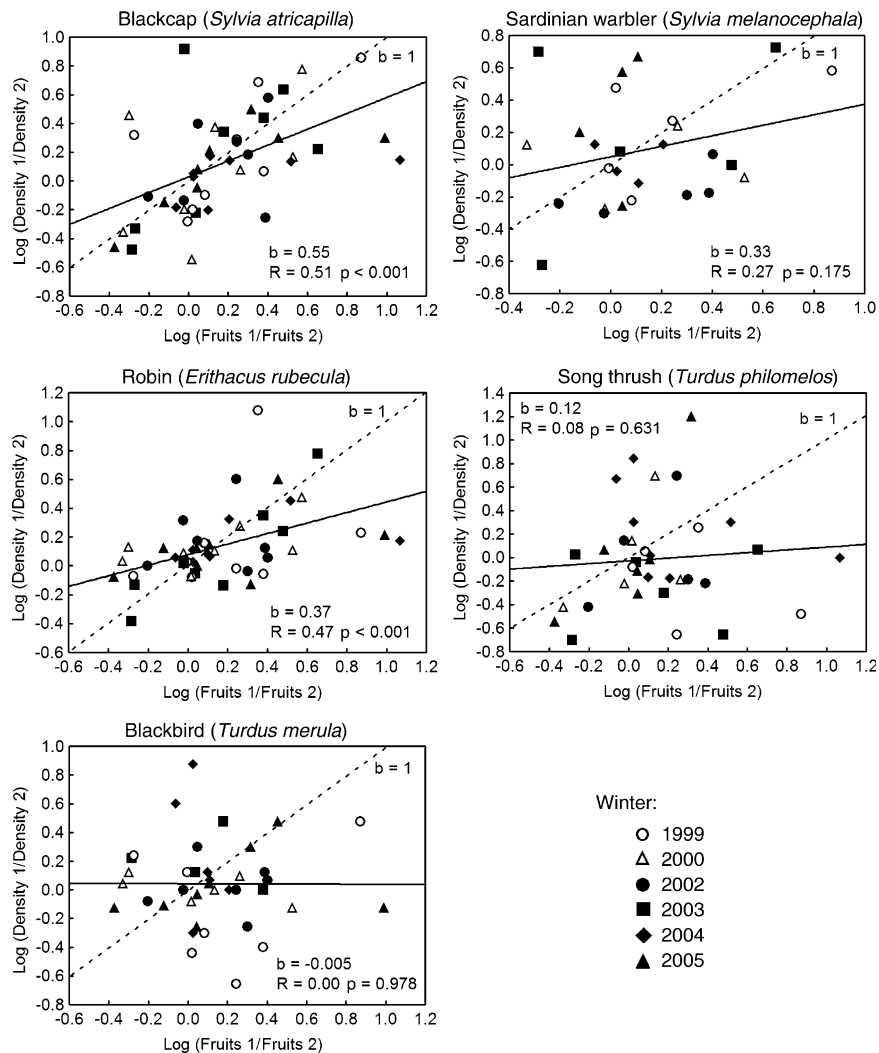 Blackcap (Sylvia atricapilla)
1.0
0.8
0.6
0.4
0.2
0.0
-0.2
-0.4
-0.6
-0.8
-1.0
Log (Density 1/Density 2)
b = 1
b = 0.55
R = 0.51 p < 0.001
-0.6 -0.4 -0.2 0.0 0.2 0.4 0.6 0.8 1.0 1.2
Log (Fruits 1/Fruits 2)
Sardinian warbler (Sylvia melanocephala)
0.8
0.6
0.4
0.2
0.0
-0.2
-0.4
-0.6
-0.8
Log (Density 1/Density 2)
b = 1
b = 0.33
R = 0.27 p = 0.175
-0.4 -0.2 0.0 0.2 0.4 0.6 0.8 1.0
Log (Fruits 1/Fruits 2)
Robin (Erithacus rubecula)
1.2
1.0
0.8
0.6
0.4
0.2
0.0
-0.2
-0.4
-0.6
Log (Density 1/Density 2)
b = 1
b = 0.37
R = 0.47 p < 0.001
-0.6 -0.4 -0.2 0.0 0.2 0.4 0.6 0.8 1.0 1.2
Log (Fruits 1/Fruits 2)
Song thrush (Turdus philomelos)
1.4
1.2
1.0
0.8
0.6
0.4
0.2
0.0
-0.2
-0.4
-0.6
-0.8
Log (Density 1/Density 2)
b = 0.12
R = 0.08 p = 0.631
b = 1
-0.6 -0.4 -0.2 0.0 0.2 0.4 0.6 0.8 1.0 1.2
Log (Fruits 1/Fruits 2)
Blackbird (Turdus merula)
1.0
0.8
0.6
0.4
0.2
0.0
-0.2
-0.4
-0.6
-0.8
Log (Density 1/Density 2)
b = 1
b = -0.005
R = 0.00 p = 0.978
-0.6 -0.4 -0.2 0.0 0.2 0.4 0.6 0.8 1.0 1.2
Log (Fruits 1/Fruits 2)
Winter:
1999
2000
2002
2003
2004
2005